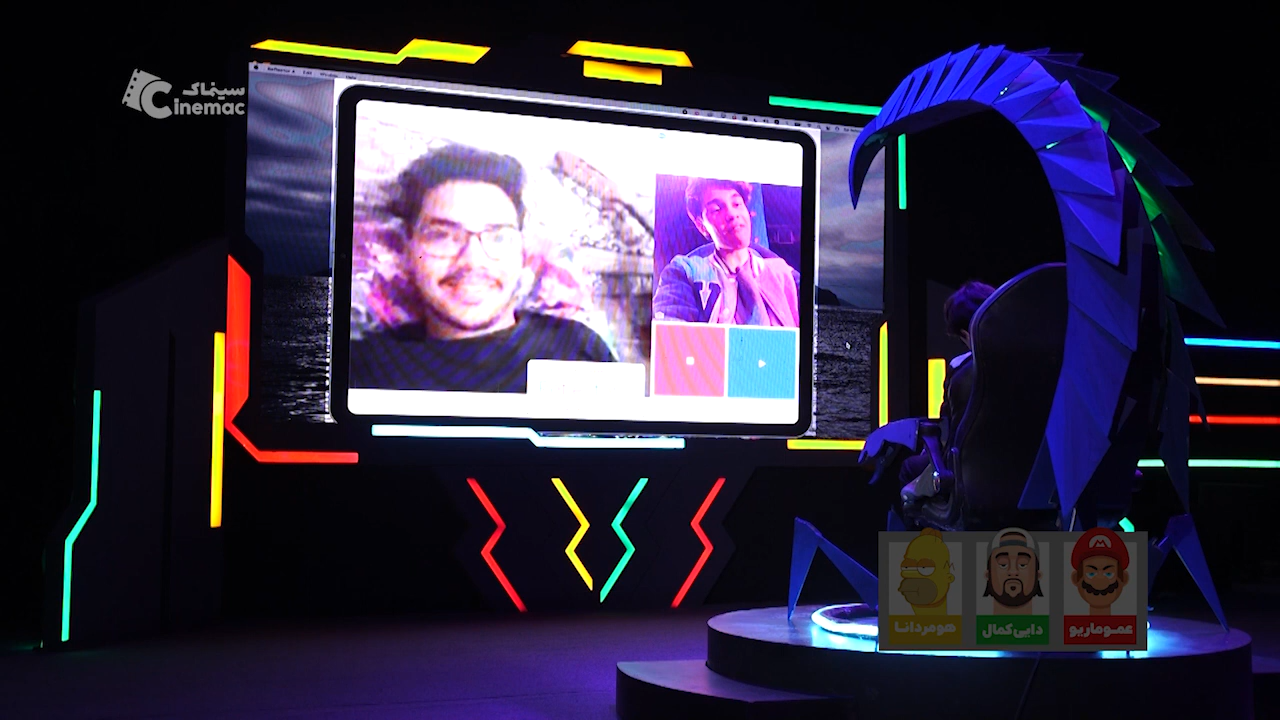 سینماک
Cinemac
V
M
هومردانا
دایی‌کمال
عمو‌ماریو